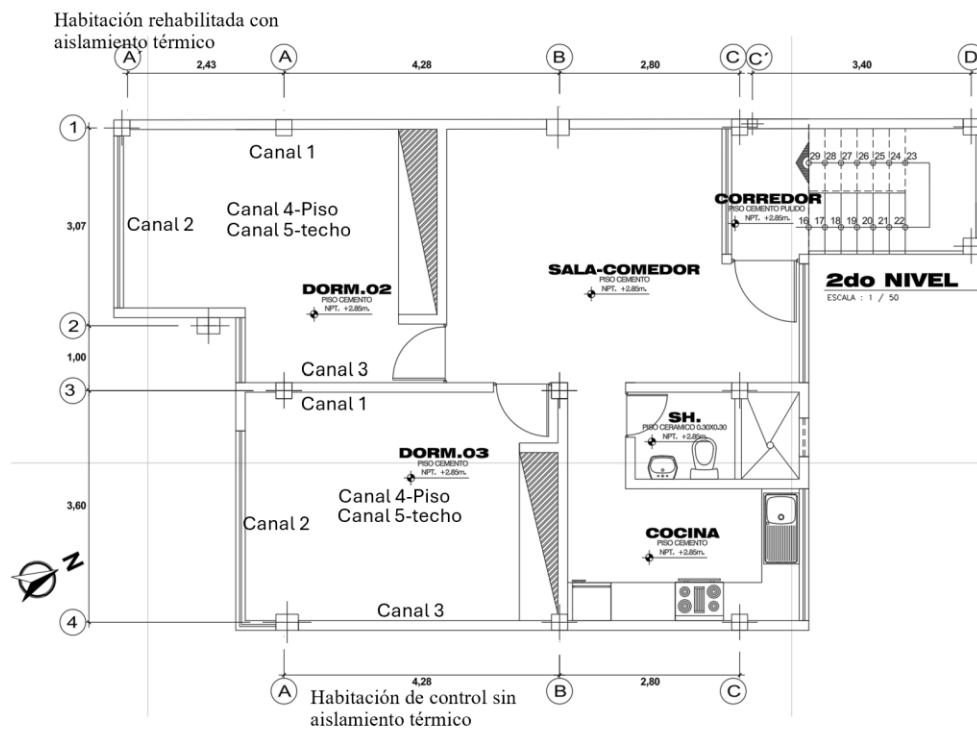 Habitación rehabilitada con
aislamiento térmico
A´ A B C C´ D
2,43 4,28 2,80 3,40
1
Canal 1
29 28 27 26 25 24 23
3,07
Canal 2
Canal 4-Piso
Canal 5-techo
CORREDOR
PISO CEMENTO PULIDO
NPT. +2.85m.
16 17 18 19 20 21 22
SALA-COMEDOR
PISO CEMENTO
NPT. +2.85m.
2do NIVEL
ESCALA : 1 / 50
DORM.02
PISO CEMENTO
NPT. +2.85m.
2
1,00
Canal 3
3
Canal 1
SH.
PISO CERAMICO 0.30X0.30
NPT. +2.85m.
DORM.03
PISO CEMENTO
NPT. +2.85m.
Canal 4-Piso
Canal 5-techo
3,60
Canal 2
COCINA
PISO CEMENTO
NPT. +2.85m.
N
Canal 3
4
4,28 2,80
A B C
Habitación de control sin
aislamiento térmico